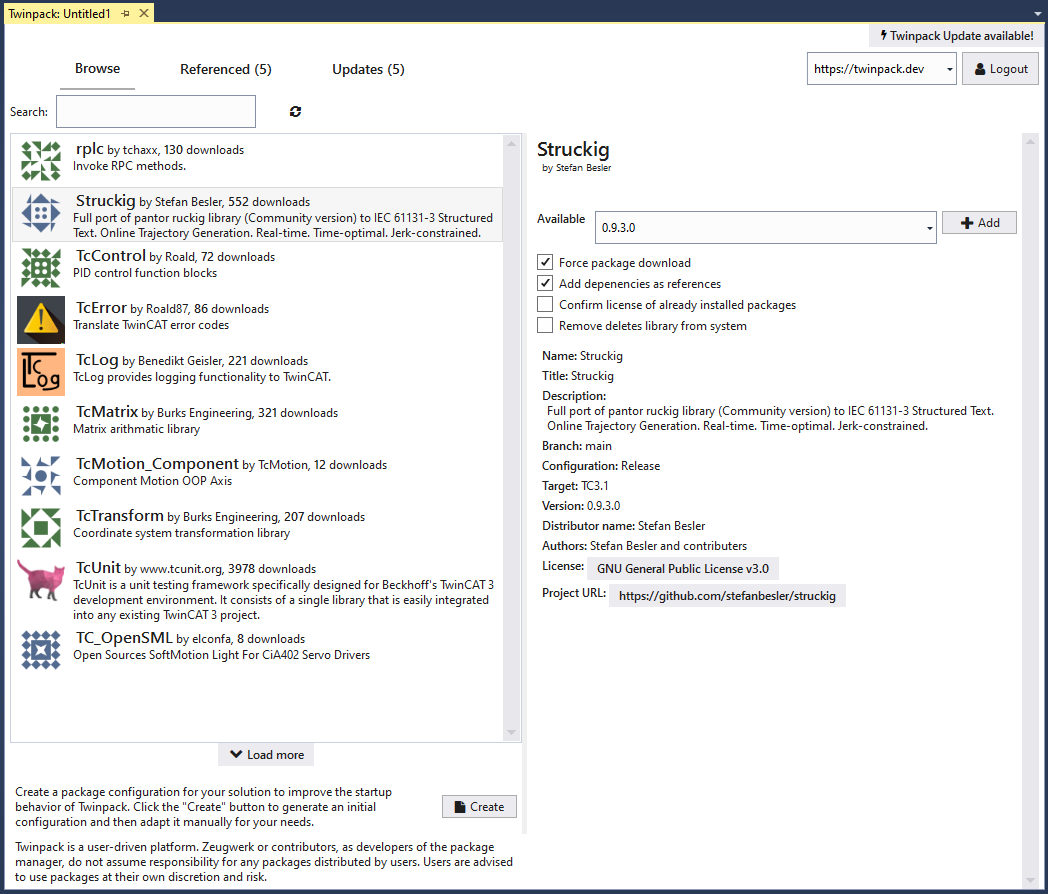 Twinpack: Untitled1
Twinpack Update available!
Browse
Referenced (5)
Updates (5)
https://twinpack.dev
Logout
Search:
rplc by tchaxx, 130 downloads
Invoke RPC methods.
Struckig by Stefan Besler, 552 downloads
Full port of pantor ruckig library (Community version) to IEC 61131-3 Structured
Text. Online Trajectory Generation. Real-time. Time-optimal. Jerk-constrained.
TcControl by Roald, 72 downloads
PID control function blocks
TcError by Roald87, 86 downloads
Translate TwinCAT error codes
TcLog by Benedikt Geisler, 221 downloads
TcLog provides logging functionality to TwinCAT.
TcMatrix by Burks Engineering, 321 downloads
Matrix arithmatic library
TcMotion_Component by TcMotion, 12 downloads
Component Motion OOP Axis
TcTransform by Burks Engineering, 207 downloads
Coordinate system transformation library
TcUnit by www.tcunit.org, 3978 downloads
TcUnit is a unit testing framework specifically designed for Beckhoff's TwinCAT 3
development environment. It consists of a single library that is easily integrated
into any existing TwinCAT 3 project.
TC_OpenSML by elconfa, 8 downloads
Open Sources SoftMotion Light For CiA402 Servo Drivers
Tc
Log
Load more
Create a package configuration for your solution to improve the startup
behavior of Twinpack. Click the "Create" button to generate an initial
configuration and then adapt it manually for your needs.
Create
Twinpack is a user-driven platform. Zeugwerk or contributors, as developers of the package
manager, do not assume responsibility for any packages distributed by users. Users are advised
to use packages at their own discretion and risk.
Struckig
by Stefan Besler
Available
0.9.3.0
Add
Force package download
Add depenencies as references
Confirm license of already installed packages
Remove deletes library from system
Name: Struckig
Title: Struckig
Description:
Full port of pantor ruckig library (Community version) to IEC 61131-3 Structured Text.
Online Trajectory Generation. Real-time. Time-optimal. Jerk-constrained.
Branch: main
Configuration: Release
Target: TC3.1
Version: 0.9.3.0
Distributor name: Stefan Besler
Authors: Stefan Besler and contributers
License: GNU General Public License v3.0
Project URL: https://github.com/stefanbesler/struckig